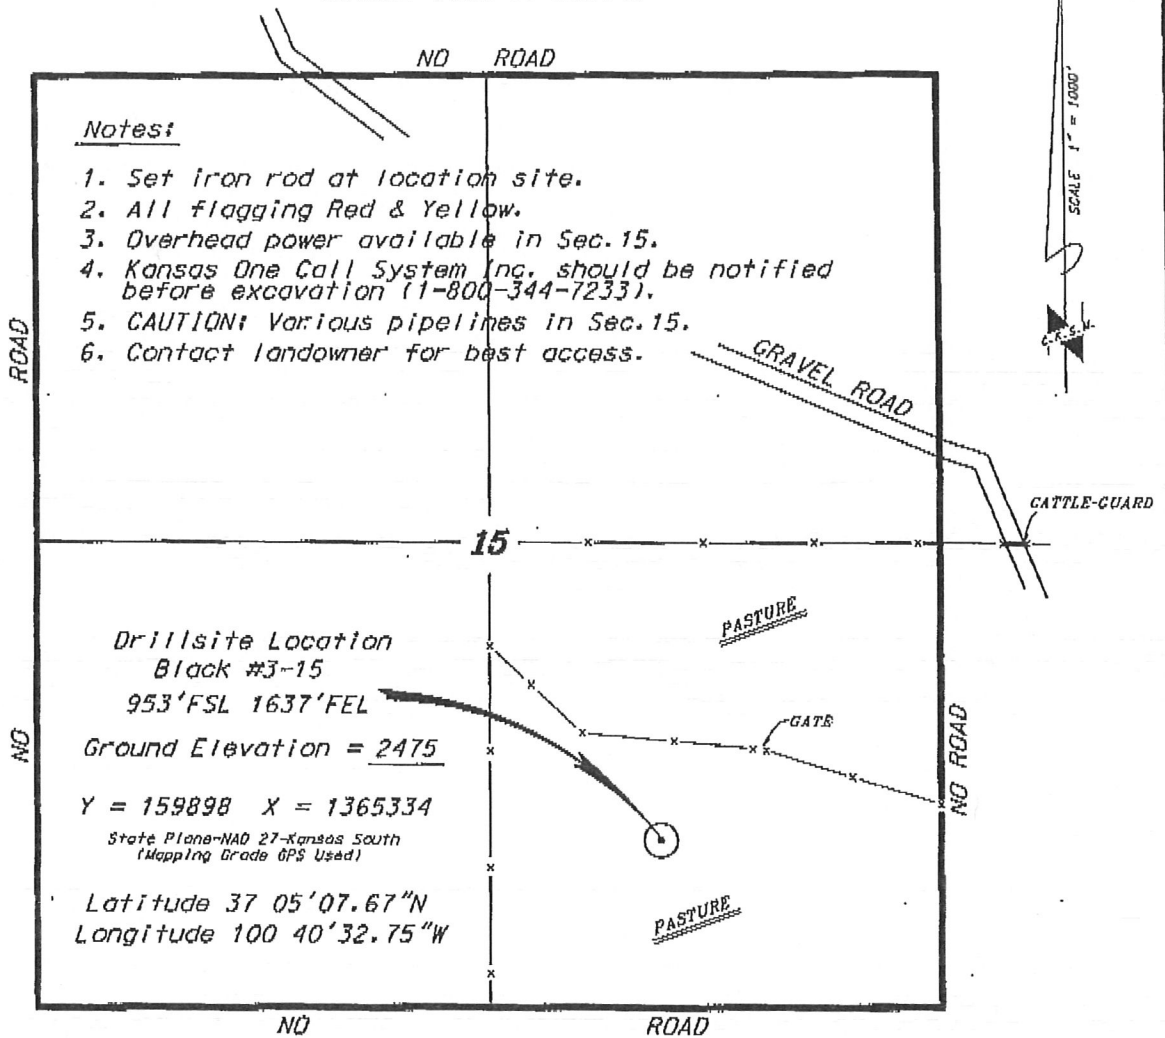 NO ROAD
SCALE 1" = 1000'
C.K.S.M.
Notes:
1. Set iron rod at location site.
2. All flagging Red & Yellow.
3. Overhead power available in Sec. 15.
4. Kansas One Call System Inc. should be notified
before excavation (1-800-344-7233).
5. CAUTION: Various pipelines in Sec. 15.
6. Contact landowner for best access.
NO ROAD
GRAVEL ROAD
CATTLE-GUARD
15
PASTURE
Drillsite Location
Black #3-15
953'FSL 1637'FEL
Ground Elevation = 2475
GATE
NO ROAD
Y = 159898 X = 1365334
State Plane-NAD 27-Kansas South
(Mapping Grade GPS Used)
Latitude 37 05'07.67"N
Longitude 100 40'32.75"W
PASTURE
NO ROAD